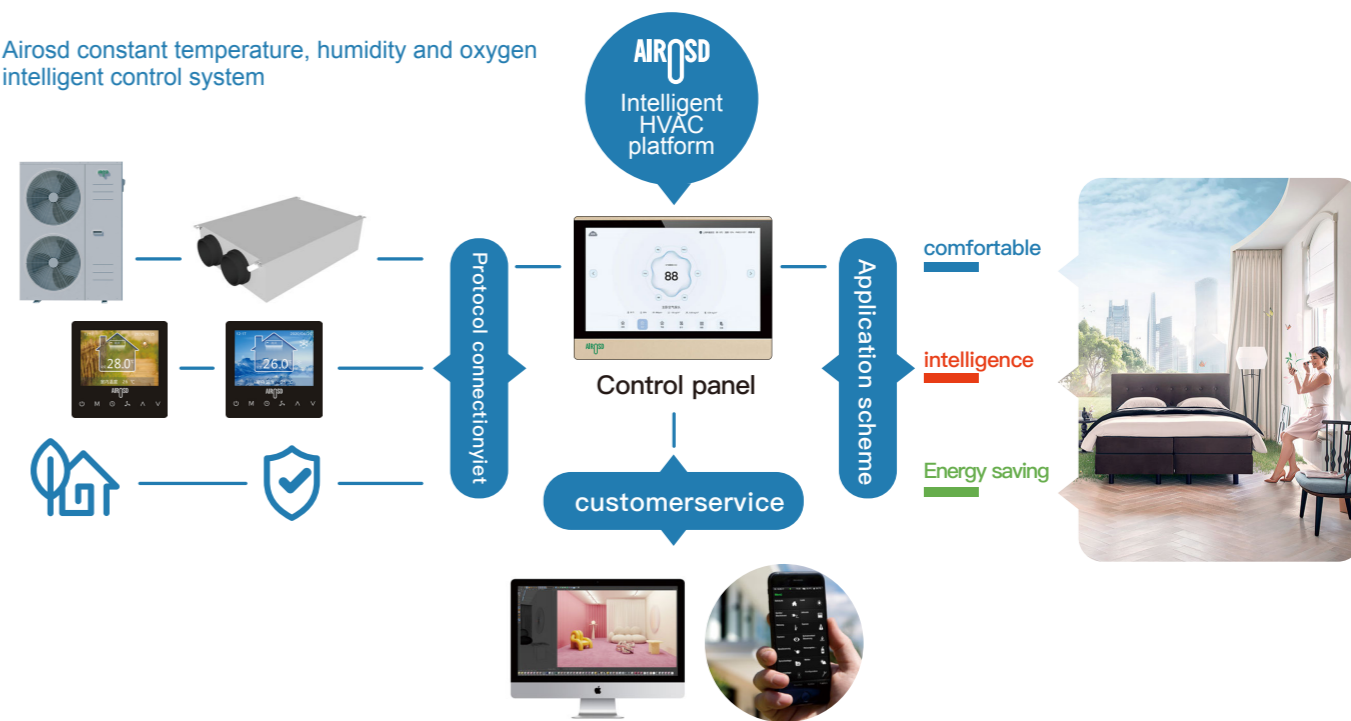 Airosd constant temperature, humidity and oxygen
intelligent control system
AIROSD
Intelligent
HVAC
platform
Protocol connectionyiet
88
AIROSD
Control panel
Application scheme
comfortable
intelligence
Energy saving
28.0
AIROSD
M
26.0
AIROSD
M
customerservice